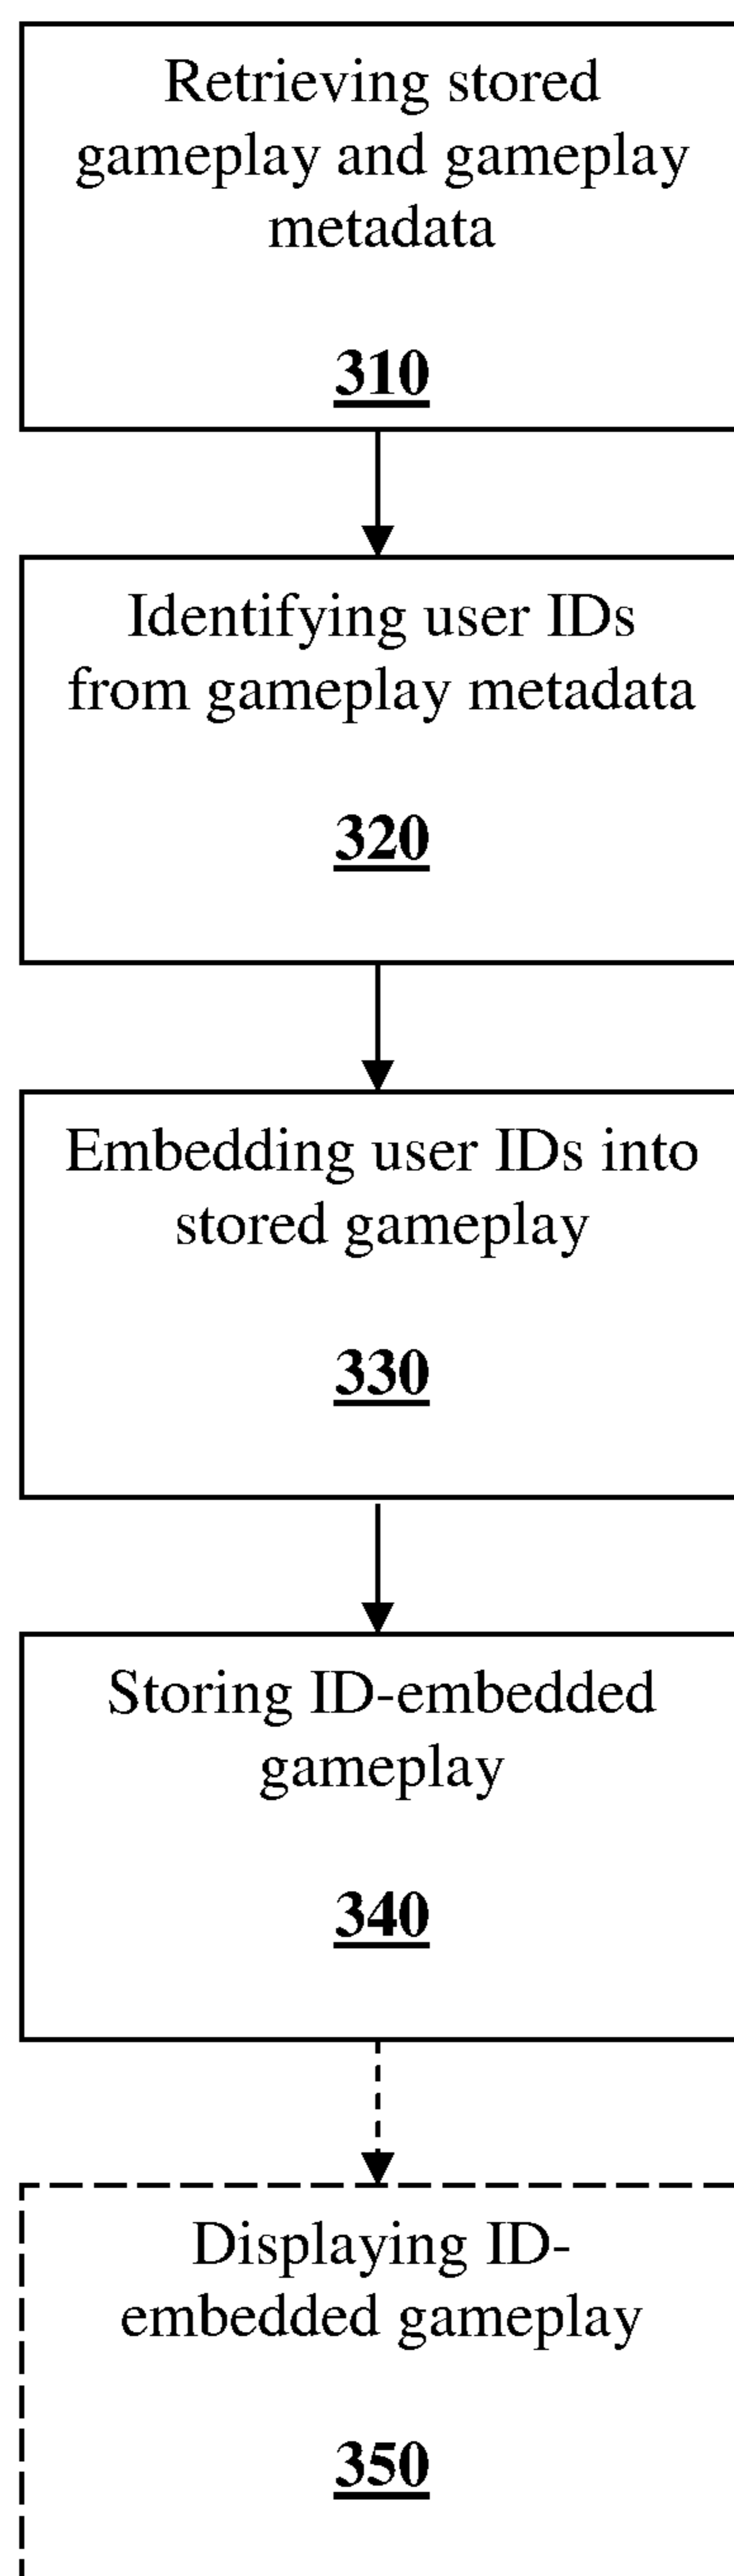 Retrieving stored
gameplay and gameplay
metadata
310
Identifying user IDs
from gameplay metadata
320
Embedding user IDs into
stored gameplay
330
Storing ID-embedded
gameplay
340
Displaying ID-
embedded gameplay
350